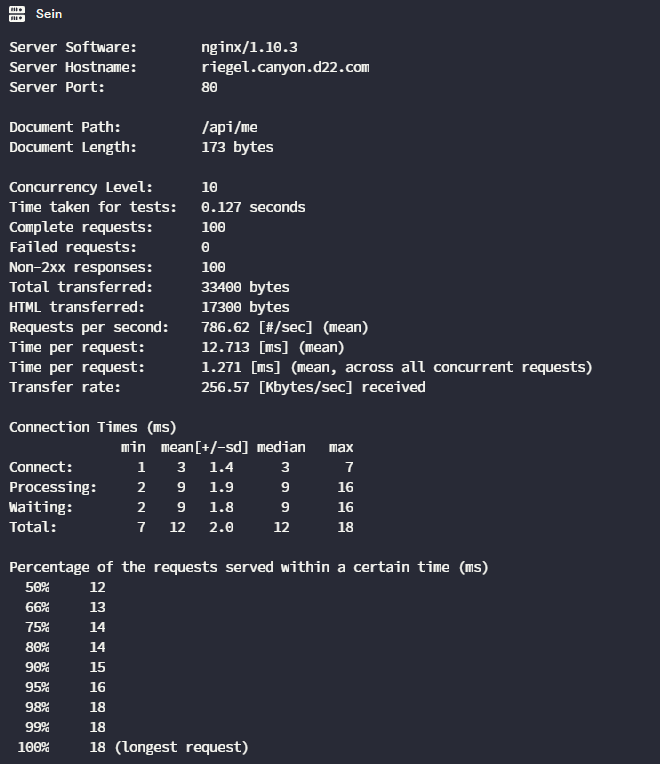 Sein
Server Software: nginx/1.10.3
Server Hostname: riegel.canyon.d22.com
Server Port: 80
Document Path: /api/me
Document Length: 173 bytes
Concurrency Level: 10
Time taken for tests: 0.127 seconds
Complete requests: 100
Failed requests: 0
Non-2xx responses: 100
Total transferred: 33400 bytes
HTML transferred: 17300 bytes
Requests per second: 786.62 [#/sec] (mean)
Time per request: 12.713 [ms] (mean)
Time per request: 1.271 [ms] (mean, across all concurrent requests)
Transfer rate: 256.57 [Kbytes/sec] received
Connection Times (ms)
min mean[+/-sd] median max
Connect: 1 3 1.4 3 7
Processing: 2 9 1.9 9 16
Waiting: 2 9 1.8 9 16
Total: 7 12 2.0 12 18
Percentage of the requests served within a certain time (ms)
50% 12
66% 13
75% 14
80% 14
90% 15
95% 16
98% 18
99% 18
100% 18 (longest request)